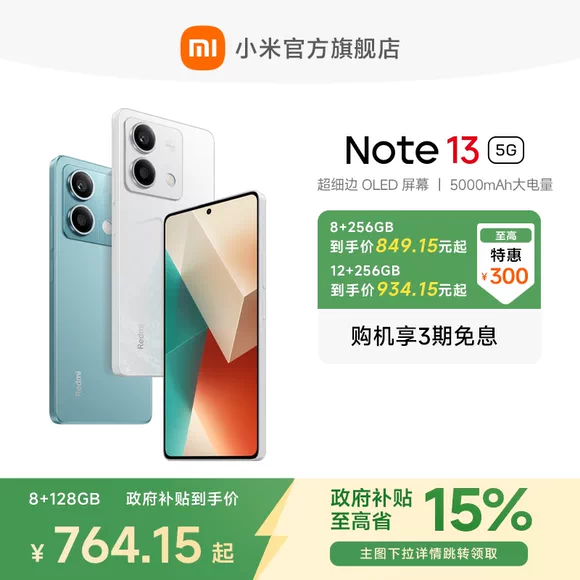 小米官方旗舰店
Note 13 5G
超细边 OLED 屏幕 | 5000mAh大电量
8+256GB
到手价849.15元起
12+256GB
到手价934.15元起
至高
特惠
¥300
购机享3期免息
Redmi
Redmi
8+128GB 政府补贴到手价
¥ 764.15 起
政府补贴
至高省
15%
主图下拉详情跳转领取